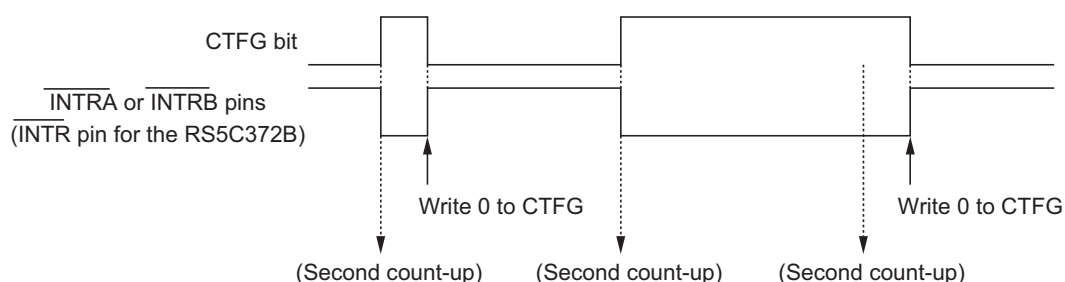 CTFG bit
INTRA or INTRB pins
(INTR pin for the RS5C372B)
Write 0 to CTFG
Write 0 to CTFG
(Second count-up)
(Second count-up)
(Second count-up)